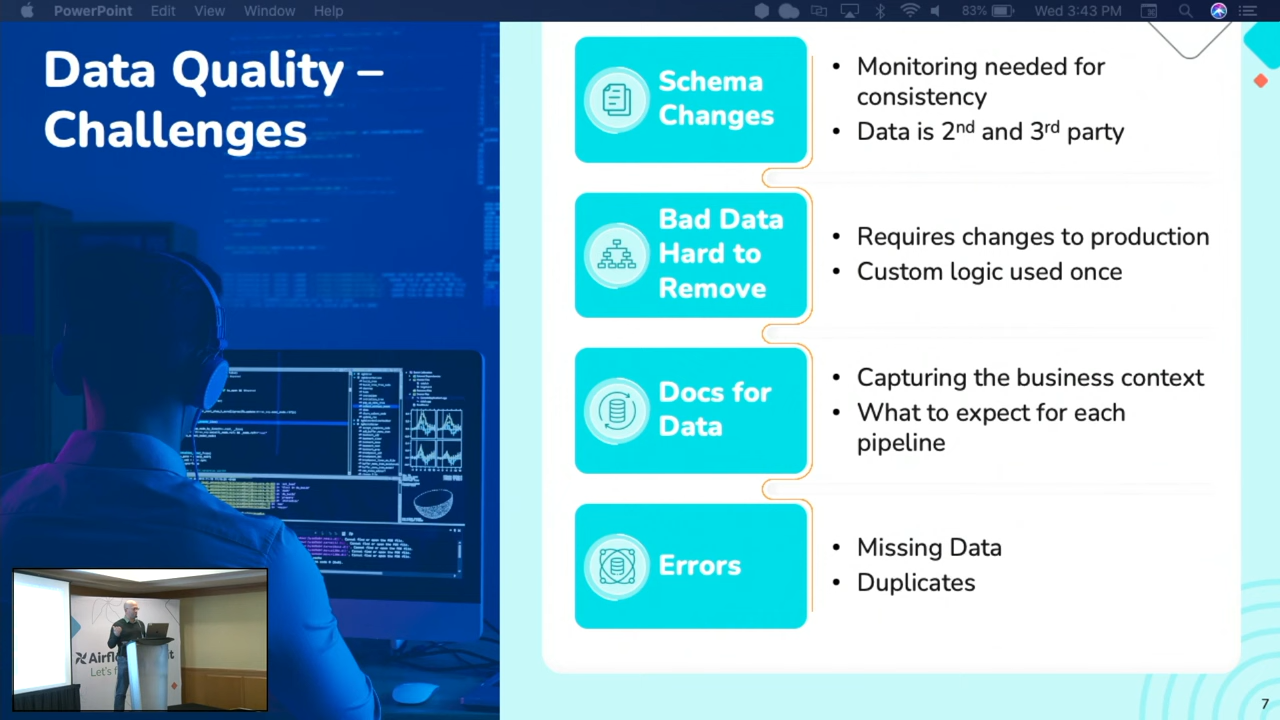 PowerPoint Edit View Window Help 83% Wed 3:43 PM
Data Quality –
Challenges
Schema
Changes
• Monitoring needed for
consistency
• Data is 2nd and 3rd party
Bad Data
Hard to
Remove
• Requires changes to production
• Custom logic used once
Docs for
Data
• Capturing the business context
• What to expect for each
pipeline
Errors
• Missing Data
• Duplicates
Let's
7